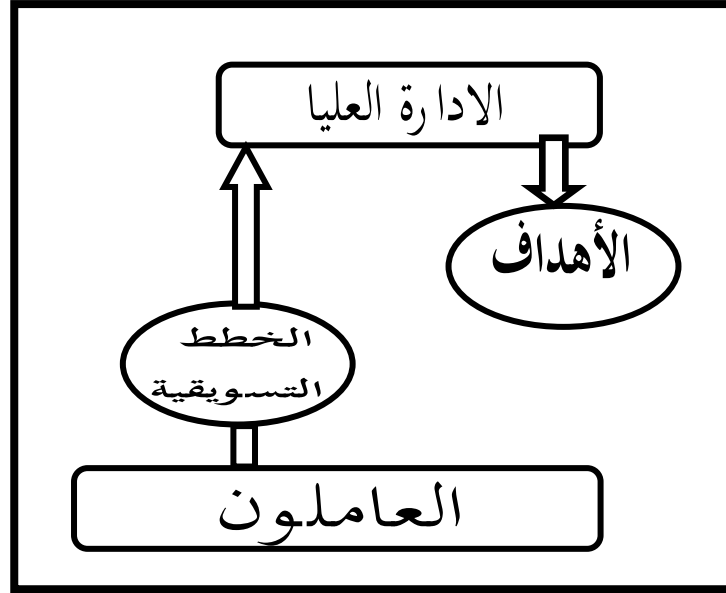 الادارة العليا
الأهداف
الخطط
التسويقية
العاملون